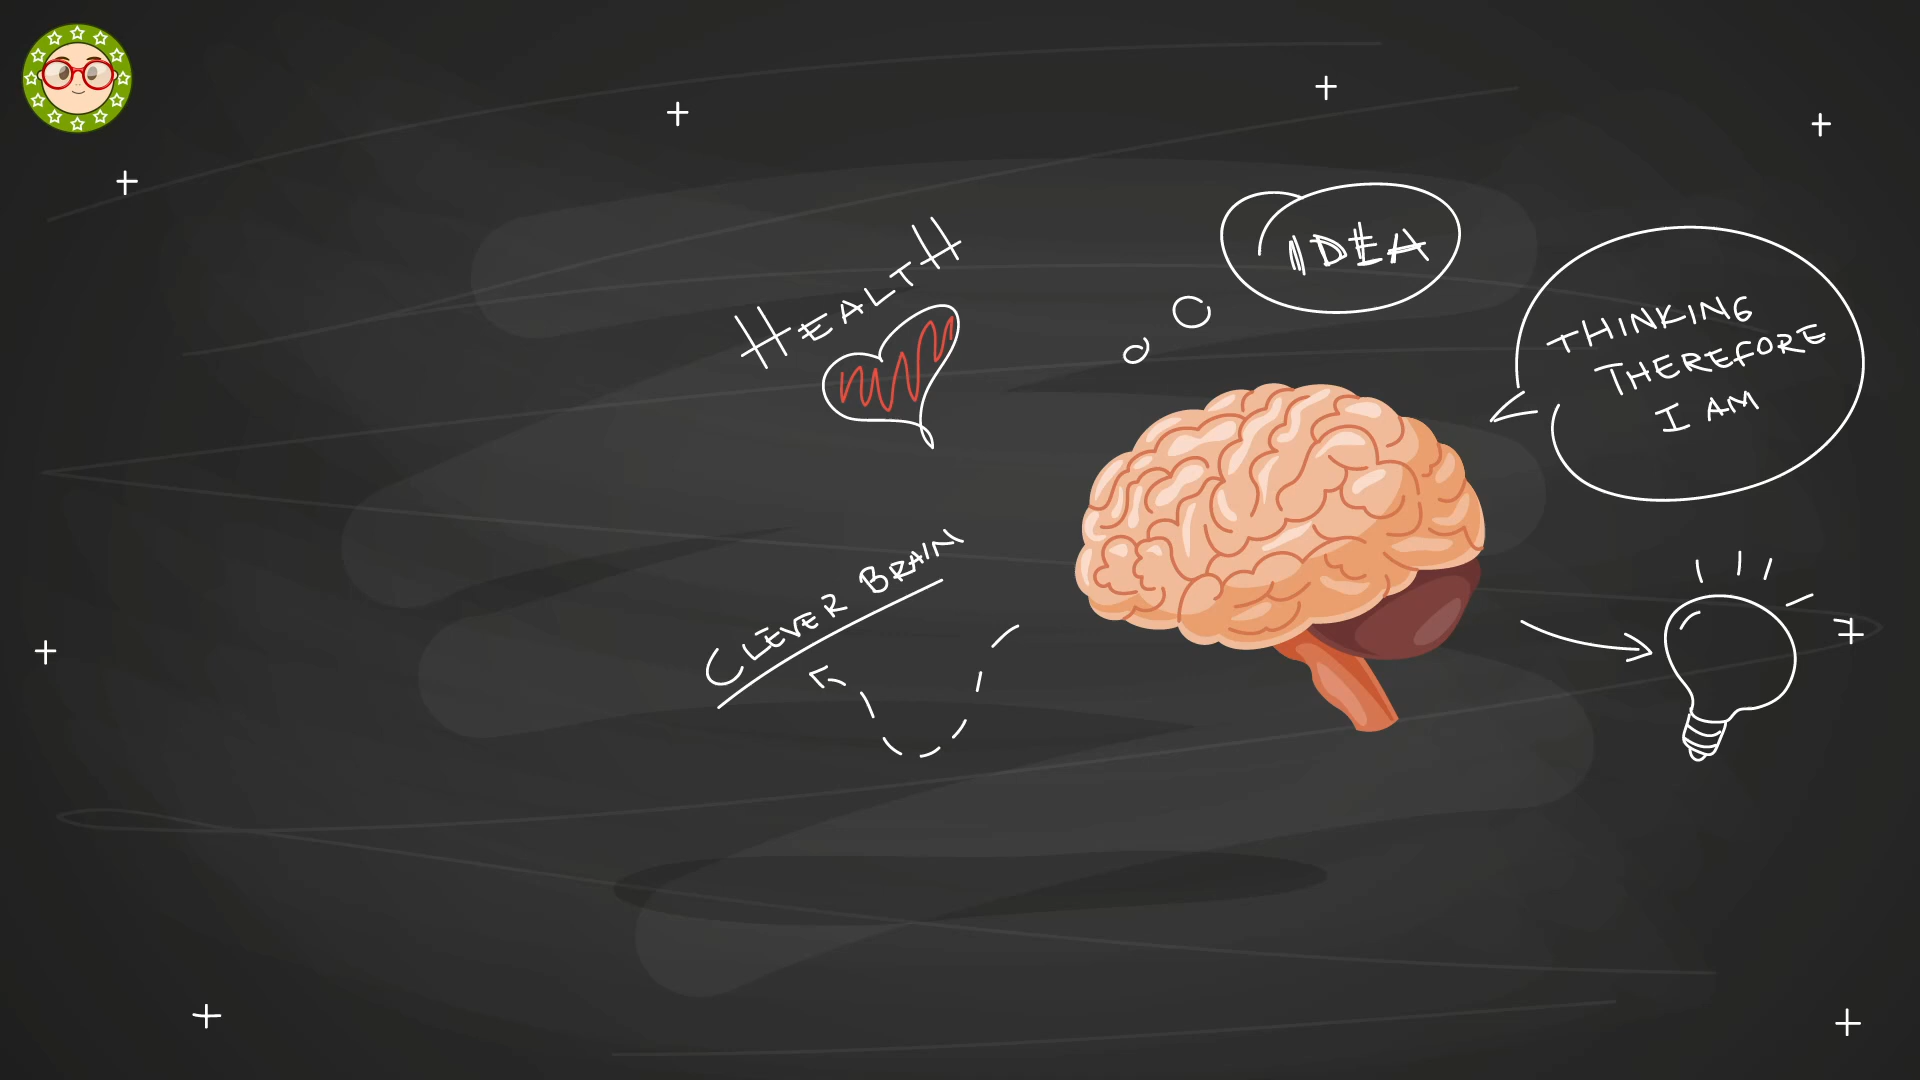 HEALTH
IDEA
THINKING
THEREFORE
I AM
CLEVER BRAIN